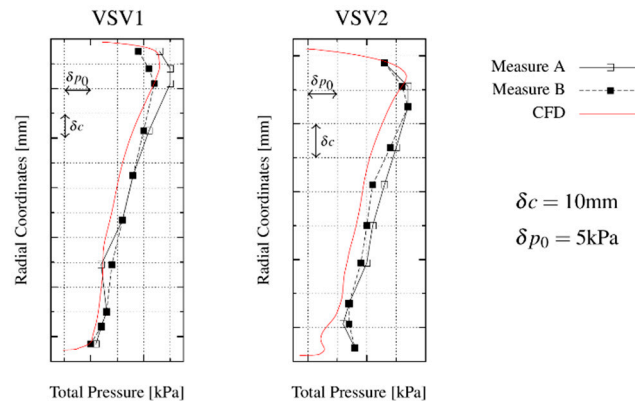 VSV1
VSV2
δp₀
δc
δp₀
δc
Radial Coordinates [mm]
Radial Coordinates [mm]
Total Pressure [kPa]
Total Pressure [kPa]
Measure A
Measure B
CFD
δc = 10mm
δp₀ = 5kPa